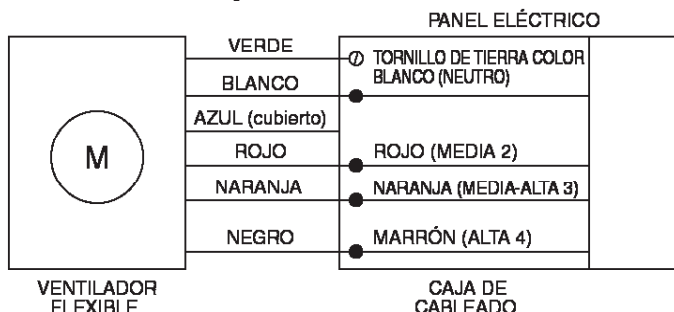 PANEL ELÉCTRICO
VERDE
TORNILLO DE TIERRA COLOR
BLANCO (NEUTRO)
BLANCO
AZUL (cubierto)
M
ROJO
ROJO (MEDIA 2)
NARANJA
NARANJA (MEDIA-ALTA 3)
NEGRO
MARRÓN (ALTA 4)
VENTILADOR
FLEXIBLE
CAJA DE
CABLEADO